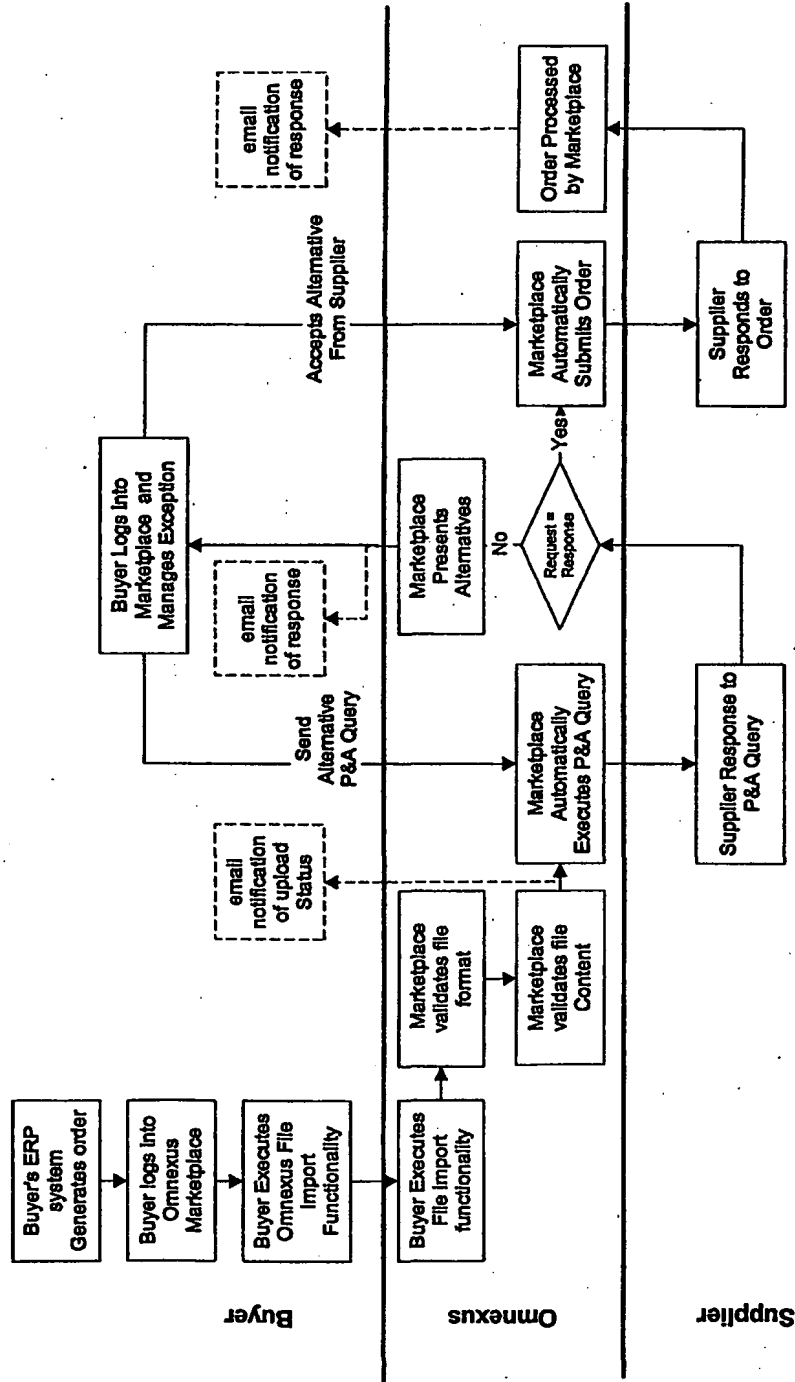 Buyer
Buyer's ERP
system
Generates order
Buyer logs into
Omnexus
Marketplace
Buyer Executes
Omnexus File
Import
Functionality
email
notification
of upload
Status
Send
Alternative
P&A Query
Buyer Logs Into
Marketplace and
Manages Exception
email
notification
of response
Accepts Alternative
From Supplier
email
notification
of response
Omnexus
Buyer Executes
File Import
functionality
Marketplace
validates file
format
Marketplace
validates file
Content
Marketplace
Automatically
Executes P&A Query
Marketplace
Presents
Alternatives
No
Request =
Response
Yes
Marketplace
Automatically
Submits Order
Order Processed
by Marketplace
Supplier
Supplier Response to
P&A Query
Supplier
Responds to
Order